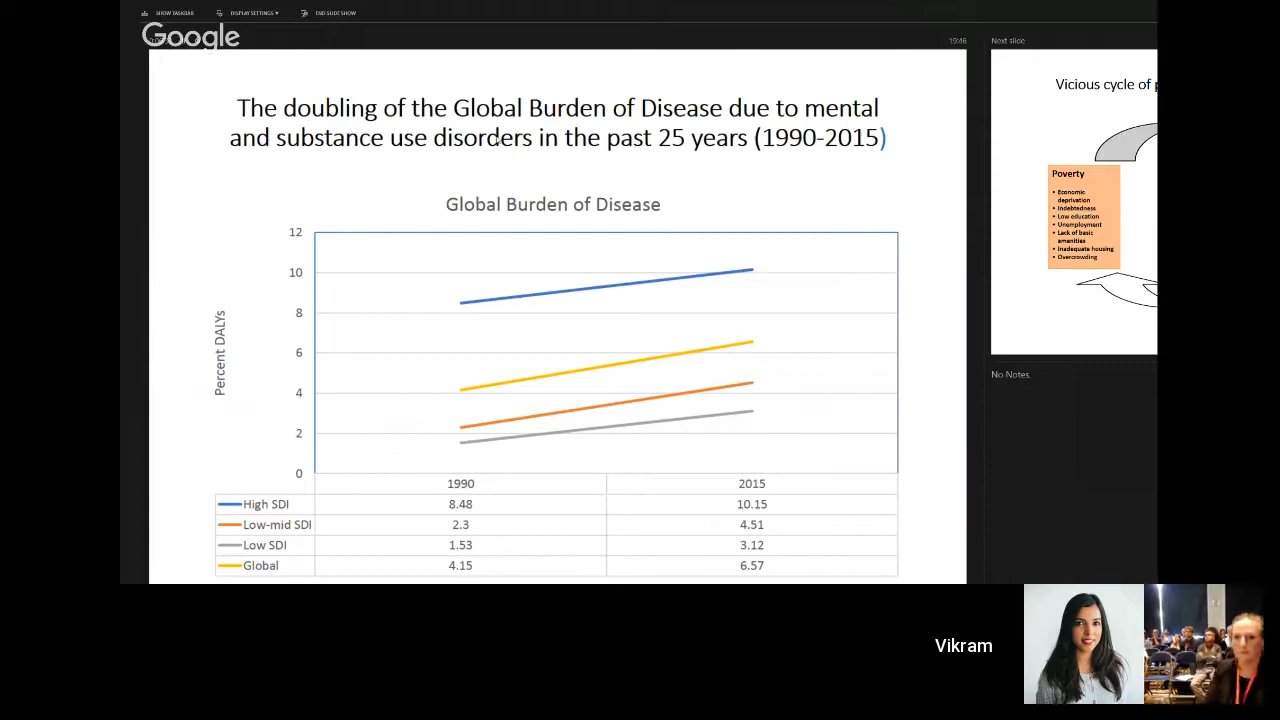 SHOW TASKBAR
DISPLAY SETTINGS
END SLIDE SHOW
Google
19:46
Next slide
The doubling of the Global Burden of Disease due to mental
and substance use disorders in the past 25 years (1990-2015)
Global Burden of Disease
Percent DALYs
12
10
8
6
4
2
0
1990 2015
High SDI 8.48 10.15
Low-mid SDI 2.3 4.51
Low SDI 1.53 3.12
Global 4.15 6.57
Vicious cycle of
Poverty
• Economic
deprivation
• Indebtedness
• Low education
• Unemployment
• Lack of basic
amenities
• Inadequate housing
• Overcrowding
No Notes.
Vikram